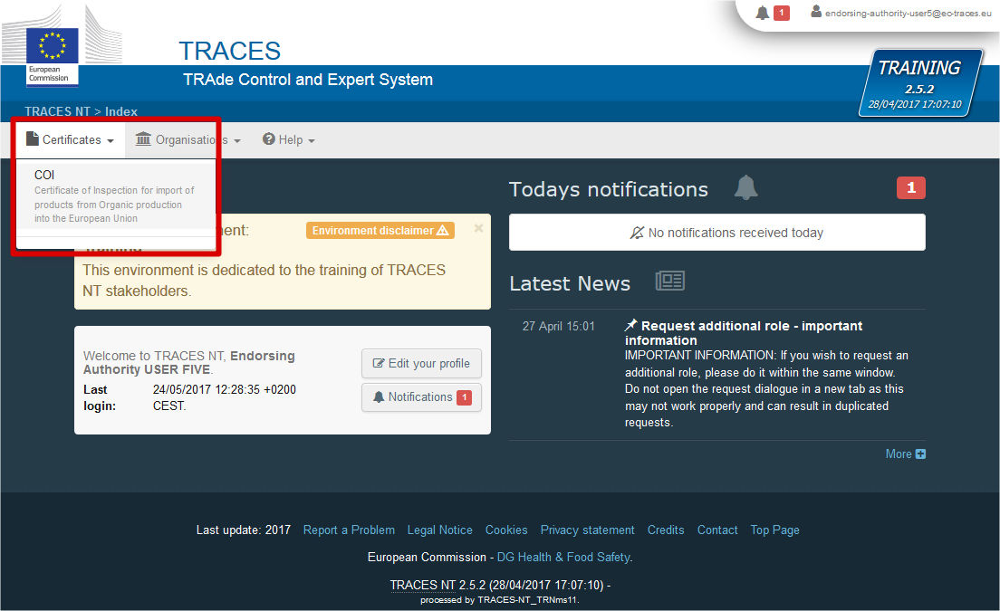 1
endorsing-authority-user5@ec-traces.eu
European
Commission
TRACES
TRAde Control and Expert System
TRAINING
2.5.2
28/04/2017 17:07:10
TRACES NT > Index
Certificates
Organisations
Help
COI
Certificate of Inspection for import of
products from Organic production
into the European Union
Environment disclaimer
This environment is dedicated to the training of TRACES
NT stakeholders.
Welcome to TRACES NT, Endorsing
Authority USER FIVE.
Last
login:
24/05/2017 12:28:35 +0200
CEST.
Edit your profile
Notifications 1
Todays notifications
1
No notifications received today
Latest News
27 April 15:01
Request additional role - important
information
IMPORTANT INFORMATION: If you wish to request an
additional role, please do it within the same window.
Do not open the request dialogue in a new tab as this
may not work properly and can result in duplicated
requests.
More
Last update: 2017 Report a Problem Legal Notice Cookies Privacy statement Credits Contact Top Page
European Commission - DG Health & Food Safety.
TRACES NT 2.5.2 (28/04/2017 17:07:10) -
processed by TRACES-NT_TRNms11.